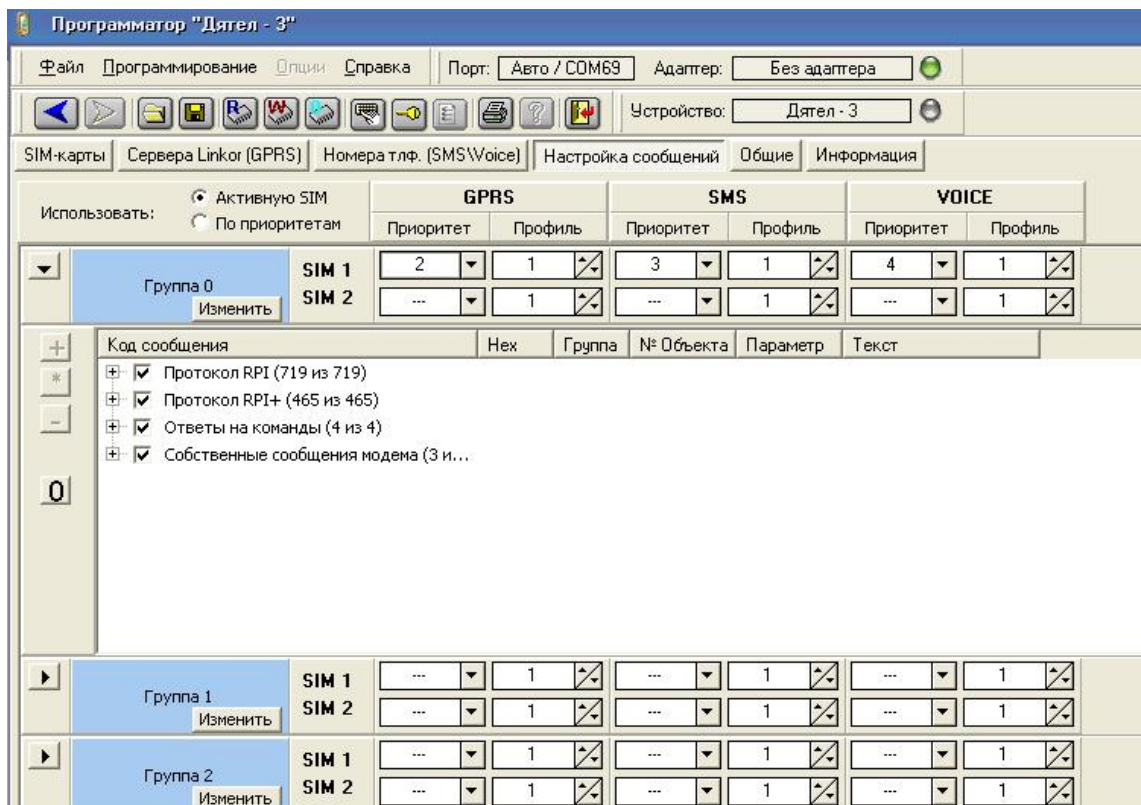 Программатор "Дятел - 3"
Файл Программирование Опции Справка Порт: Авто / COM69 Адаптер: Без адаптера
Устройство: Дятел - 3
SIM-карты Сервера Linkor (GPRS) Номера тлф. (SMS\Voice) Настройка сообщений Общие Информация
Использовать: Активную SIM По приоритетам
GPRS SMS VOICE
Приоритет Профиль Приоритет Профиль Приоритет Профиль
Группа 0 Изменить
SIM 1 2 1 3 1 4 1
SIM 2 --- 1 --- 1 --- 1
Код сообщения Hex Группа № Объекта Параметр Текст
+ Протокол RPI (719 из 719)
* Протокол RPI+ (465 из 465)
- Ответы на команды (4 из 4)
Собственные сообщения модема (3 и...
0
Группа 1 Изменить
SIM 1 --- 1 --- 1 --- 1
SIM 2 --- 1 --- 1 --- 1
Группа 2 Изменить
SIM 1 --- 1 --- 1 --- 1
SIM 2 --- 1 --- 1 --- 1